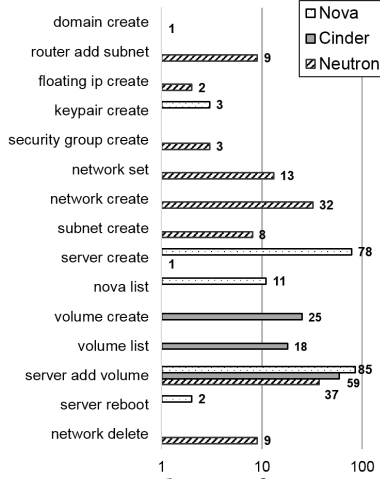 Nova
Cinder
Neutron
domain create 1
router add subnet 9
floating ip create 2
keypair create 3
security group create 3
network set 13
network create 32
subnet create 8
server create 78
1
nova list 11
volume create 25
volume list 18
server add volume 85
59
37
server reboot 2
network delete 9
1 10 100